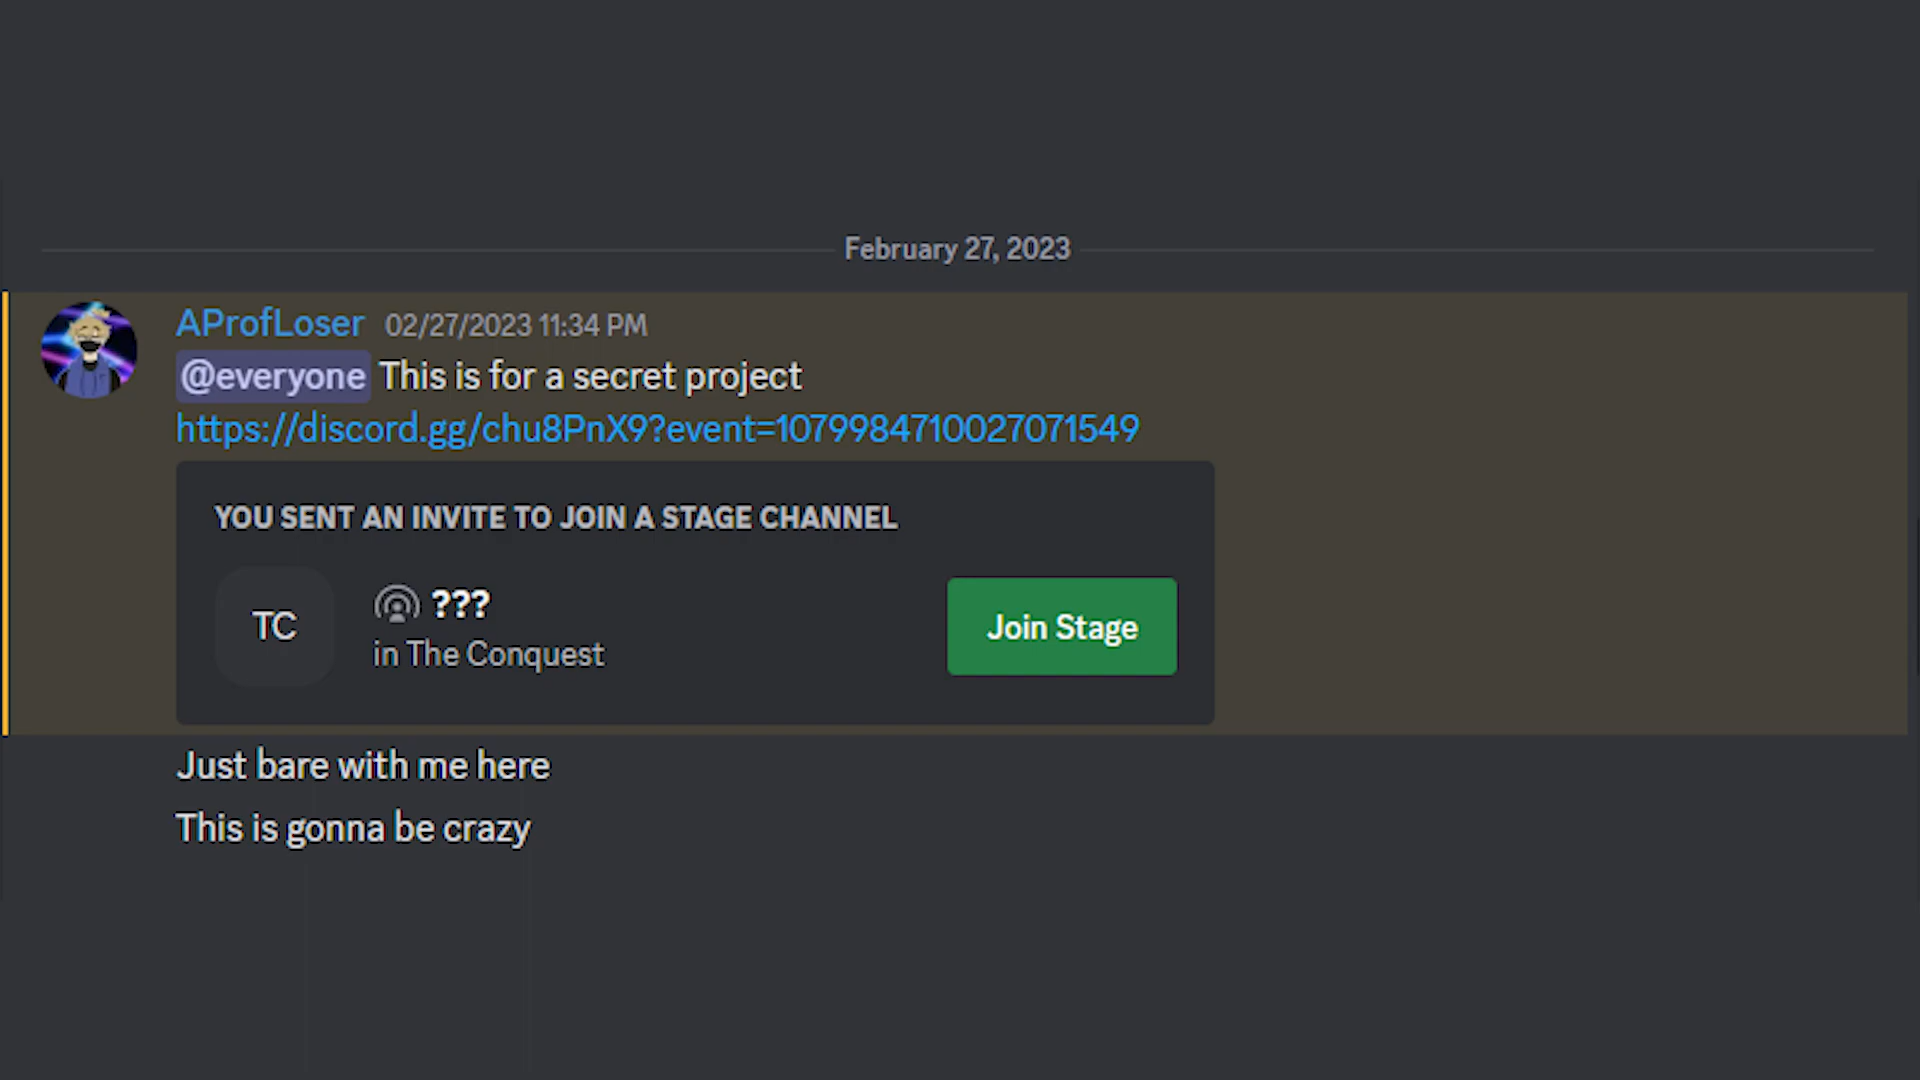 February 27, 2023
AProfLoser 02/27/2023 11:34 PM
@everyone This is for a secret project
https://discord.gg/chu8PnX9?event=1079984710027071549
YOU SENT AN INVITE TO JOIN A STAGE CHANNEL
TC
???
in The Conquest
Join Stage
Just bare with me here
This is gonna be crazy